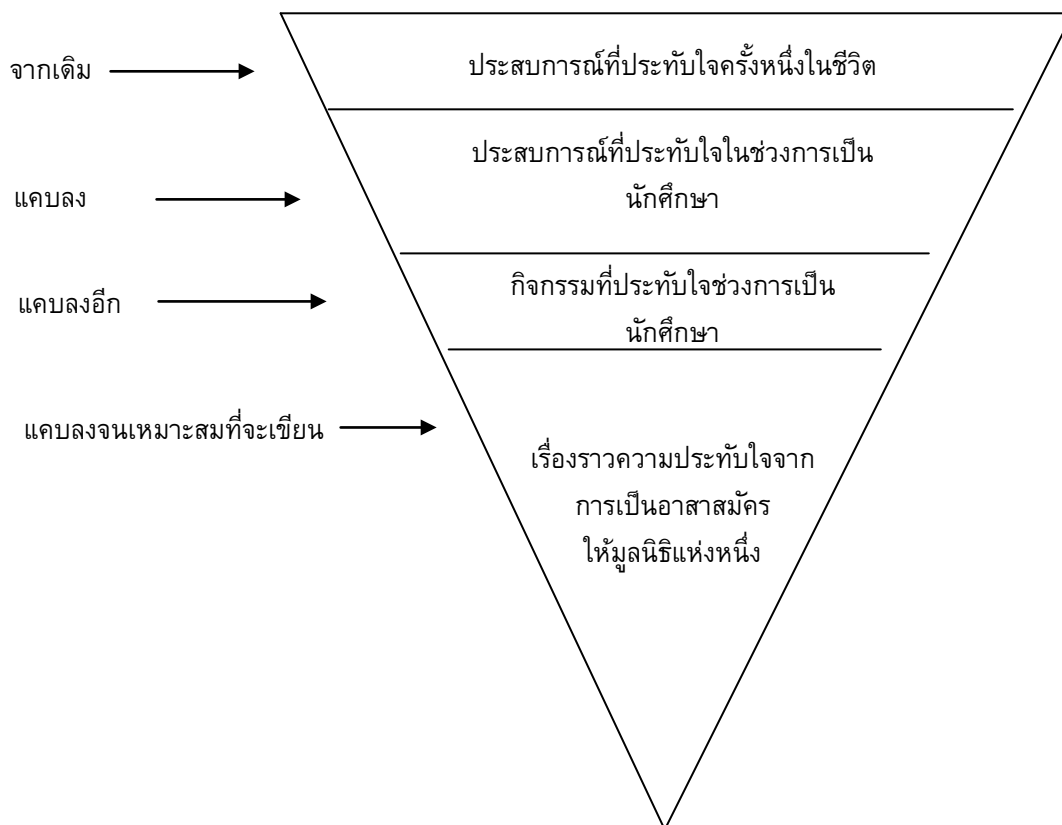 จากเดิม
ประสบการณ์ที่ประทับใจครั้งหนึ่งในชีวิต
แคบลง
ประสบการณ์ที่ประทับใจในช่วงการเป็น
นักศึกษา
แคบลงอีก
กิจกรรมที่ประทับใจช่วงการเป็น
นักศึกษา
แคบลงจนเหมาะสมที่จะเขียน
เรื่องราวความประทับใจจาก
การเป็นอาสาสมัคร
ให้มูลนิธิแห่งหนึ่ง